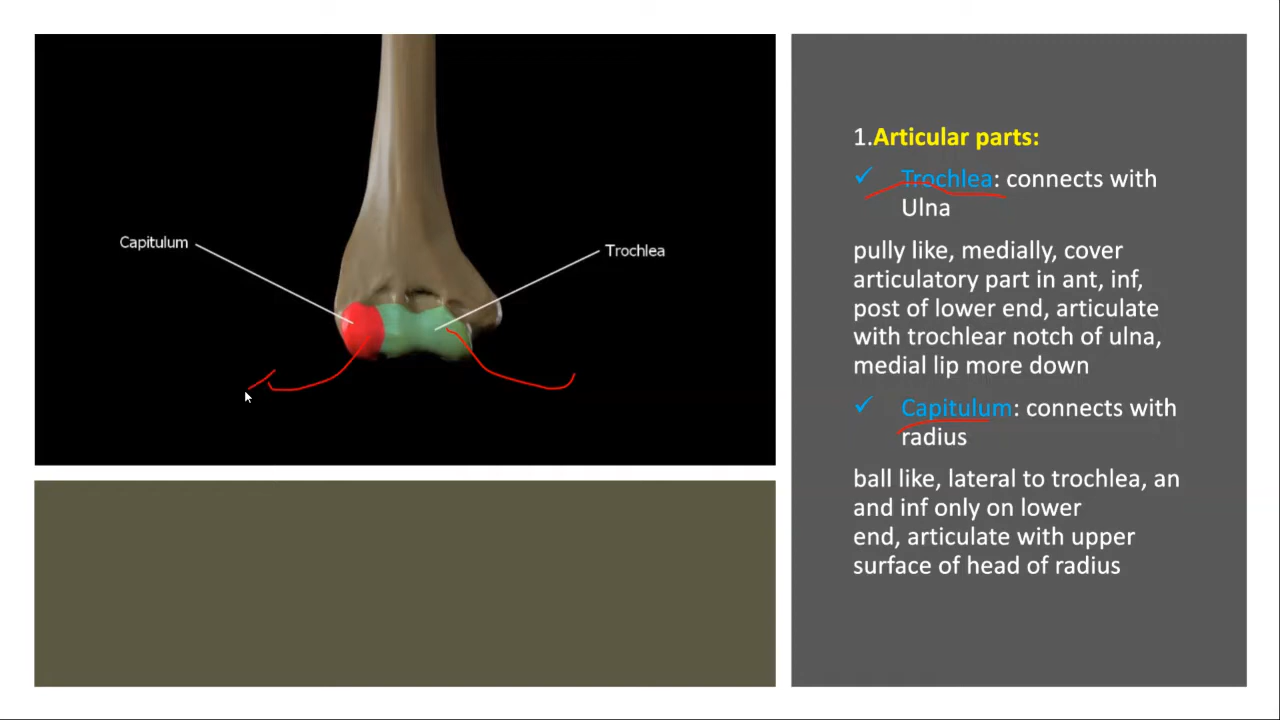 Capitulum
Trochlea
1.Articular parts:
✓ Trochlea: connects with
Ulna
pully like, medially, cover
articulatory part in ant, inf,
post of lower end, articulate
with trochlear notch of ulna,
medial lip more down
✓ Capitulum: connects with
radius
ball like, lateral to trochlea, an
and inf only on lower
end, articulate with upper
surface of head of radius